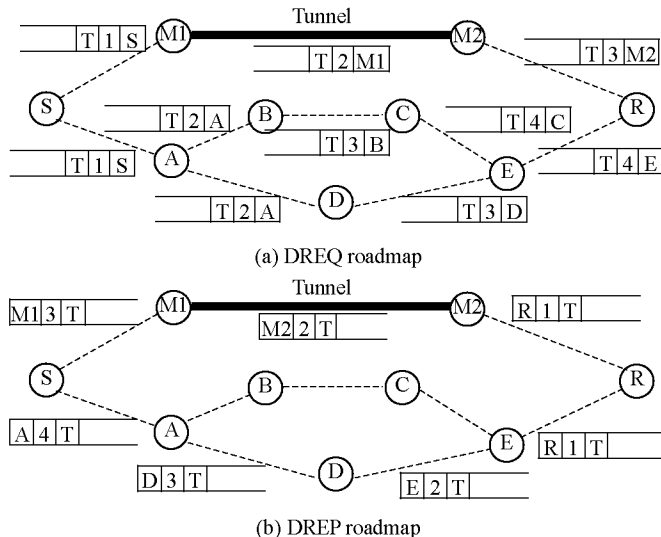 Tunnel
T 1 S
M1
M2
T 2 M1
T 3 M2
S
T 2 A
B
C
T 4 C
R
T 3 B
T 1 S
A
E
T 4 E
T 2 A
D
T 3 D
(a) DREQ roadmap
Tunnel
M1 3 T
M1
M2
R 1 T
M2 2 T
S
B
C
R
A 4 T
A
E
R 1 T
D 3 T
D
E 2 T
(b) DREP roadmap